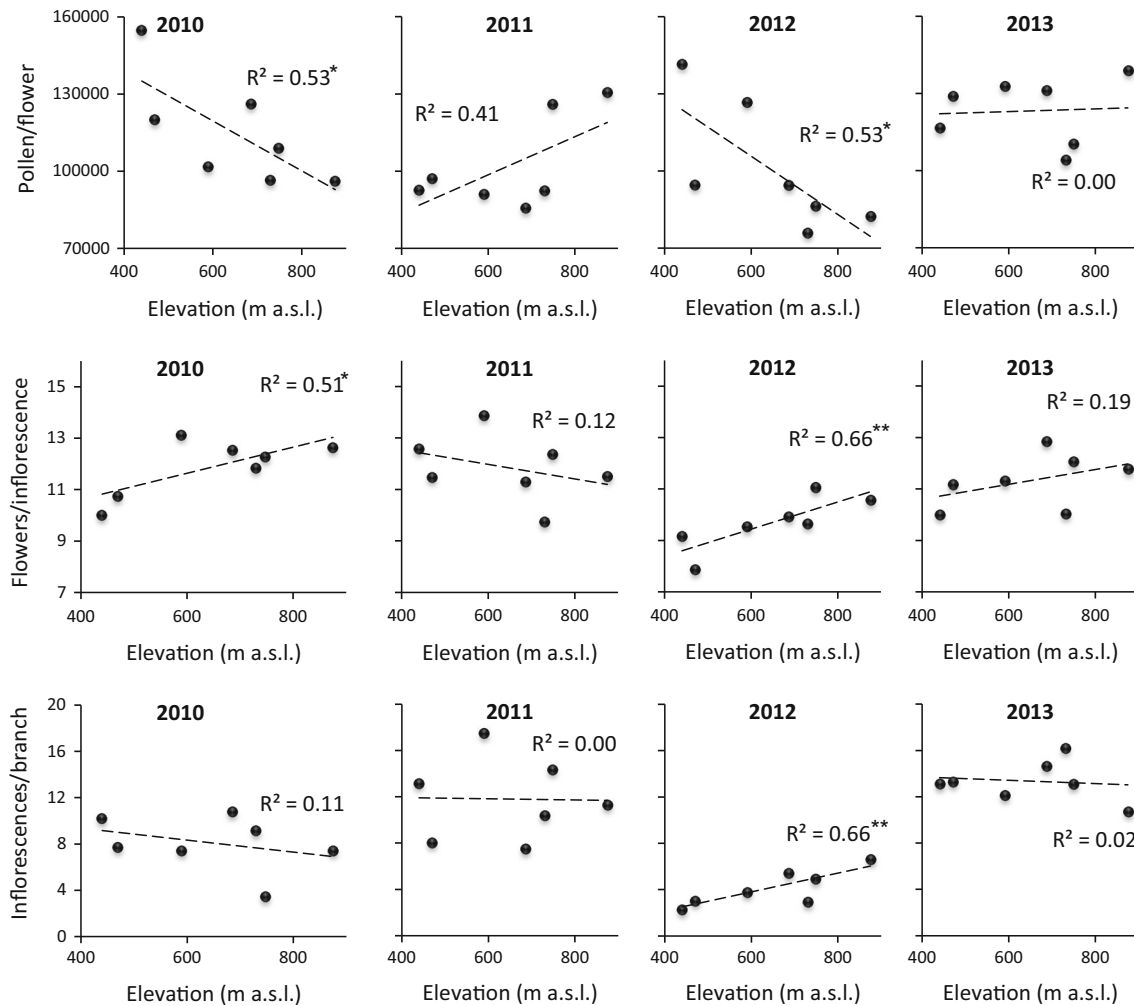 Pollen/flower
160000
130000
100000
70000
2010
R² = 0.53*
400 600 800
Elevation (m a.s.l.)
2011
R² = 0.41
400 600 800
Elevation (m a.s.l.)
2012
R² = 0.53*
400 600 800
Elevation (m a.s.l.)
2013
R² = 0.00
400 600 800
Elevation (m a.s.l.)
Flowers/inflorescence
15
13
11
9
7
2010
R² = 0.51*
400 600 800
Elevation (m a.s.l.)
2011
R² = 0.12
400 600 800
Elevation (m a.s.l.)
2012
R² = 0.66**
400 600 800
Elevation (m a.s.l.)
2013
R² = 0.19
400 600 800
Elevation (m a.s.l.)
Inflorescences/branch
20
16
12
8
4
0
2010
R² = 0.11
400 600 800
Elevation (m a.s.l.)
2011
R² = 0.00
400 600 800
Elevation (m a.s.l.)
2012
R² = 0.66**
400 600 800
Elevation (m a.s.l.)
2013
R² = 0.02
400 600 800
Elevation (m a.s.l.)